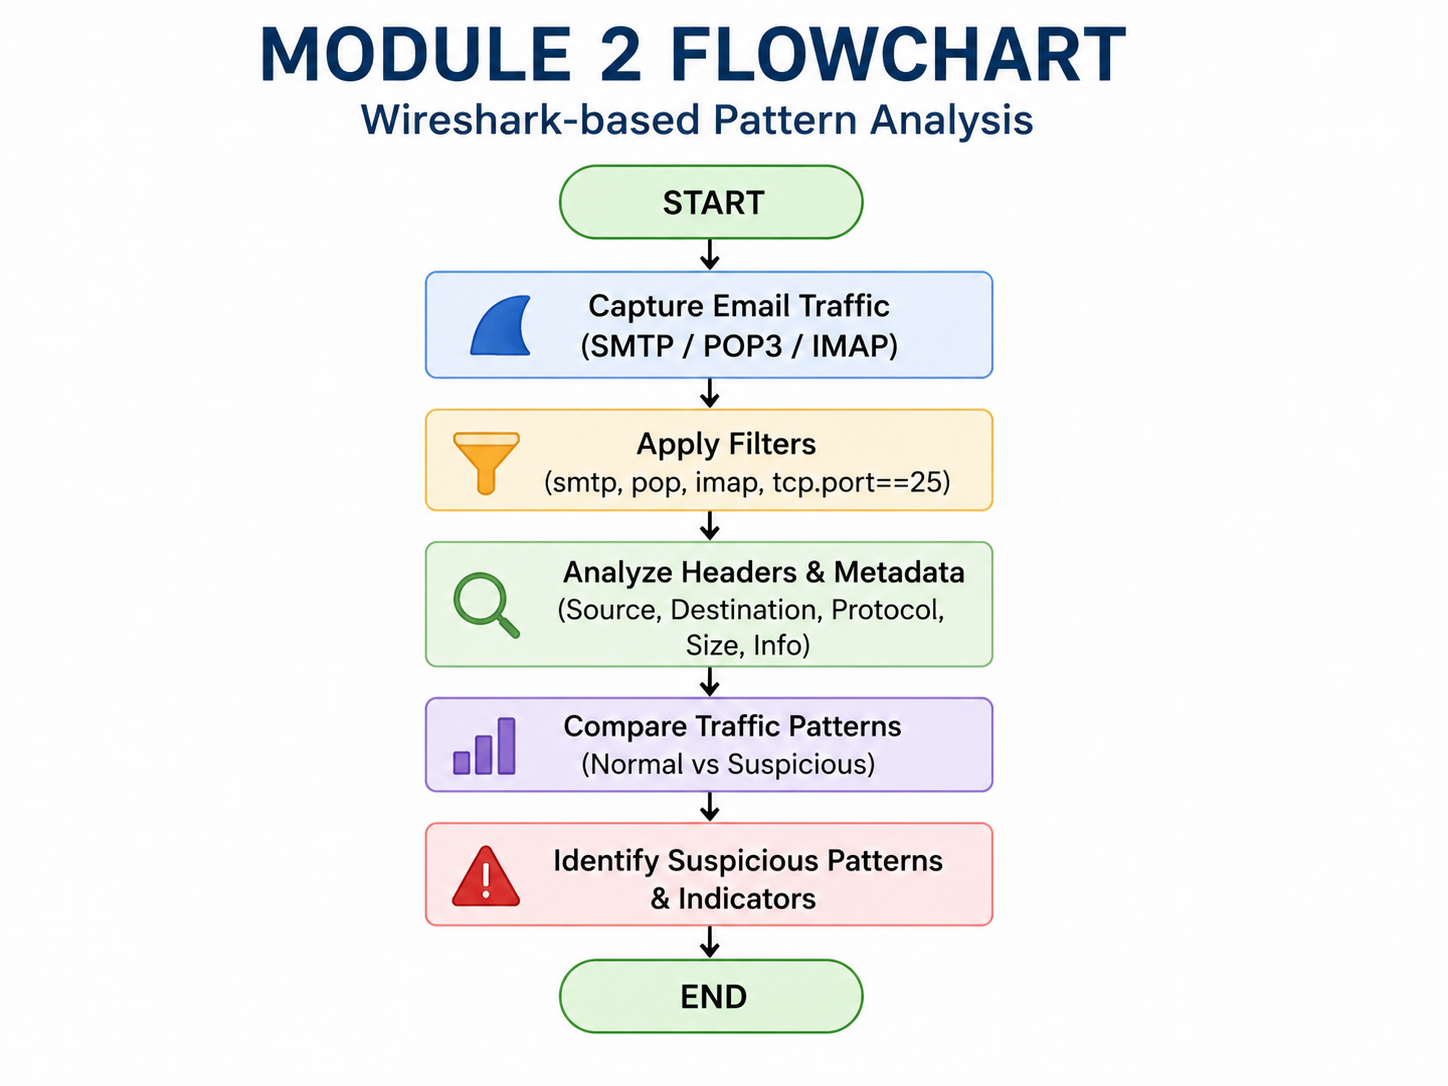 MODULE 2 FLOWCHART
Wireshark-based Pattern Analysis
START
Capture Email Traffic
(SMTP / POP3 / IMAP)
Apply Filters
(smtp, pop, imap, tcp.port==25)
Analyze Headers & Metadata
(Source, Destination, Protocol,
Size, Info)
Compare Traffic Patterns
(Normal vs Suspicious)
Identify Suspicious Patterns
& Indicators
END